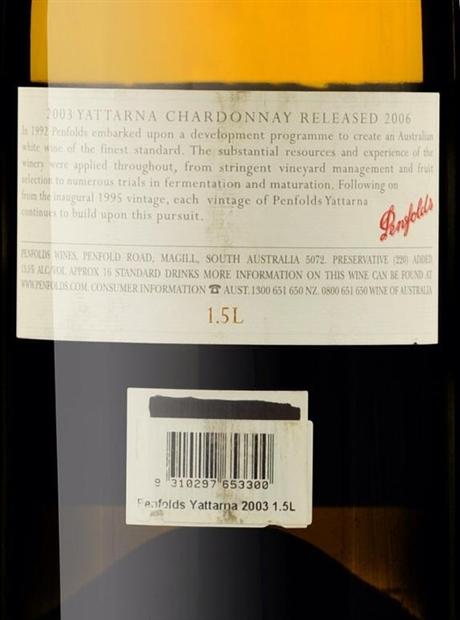 2003 YATTARNA CHARDONNAY RELEASED 2006
In 1992 Penfolds embarked upon a development programme to create an Australian
white wine of the finest standard. The substantial resources and experience of the
winery were applied throughout, from stringent vineyard management and fruit
selection to numerous trials in fermentation and maturation. Following on
from the inaugural 1995 vintage, each vintage of Penfolds Yattarna
continues to build upon this pursuit.
Penfolds
PENFOLDS WINES, PENFOLD ROAD, MAGILL, SOUTH AUSTRALIA 5072. PRESERVATIVE (220) ADDED
13.5% ALC/VOL APPROX 16 STANDARD DRINKS MORE INFORMATION ON THIS WINE CAN BE FOUND AT
WWW.PENFOLDS.COM. CONSUMER INFORMATION ☎ AUST. 1300 651 650 NZ. 0800 651 650 WINE OF AUSTRALIA
1.5L
9 310297 653300
Penfolds Yattarna 2003 1.5L